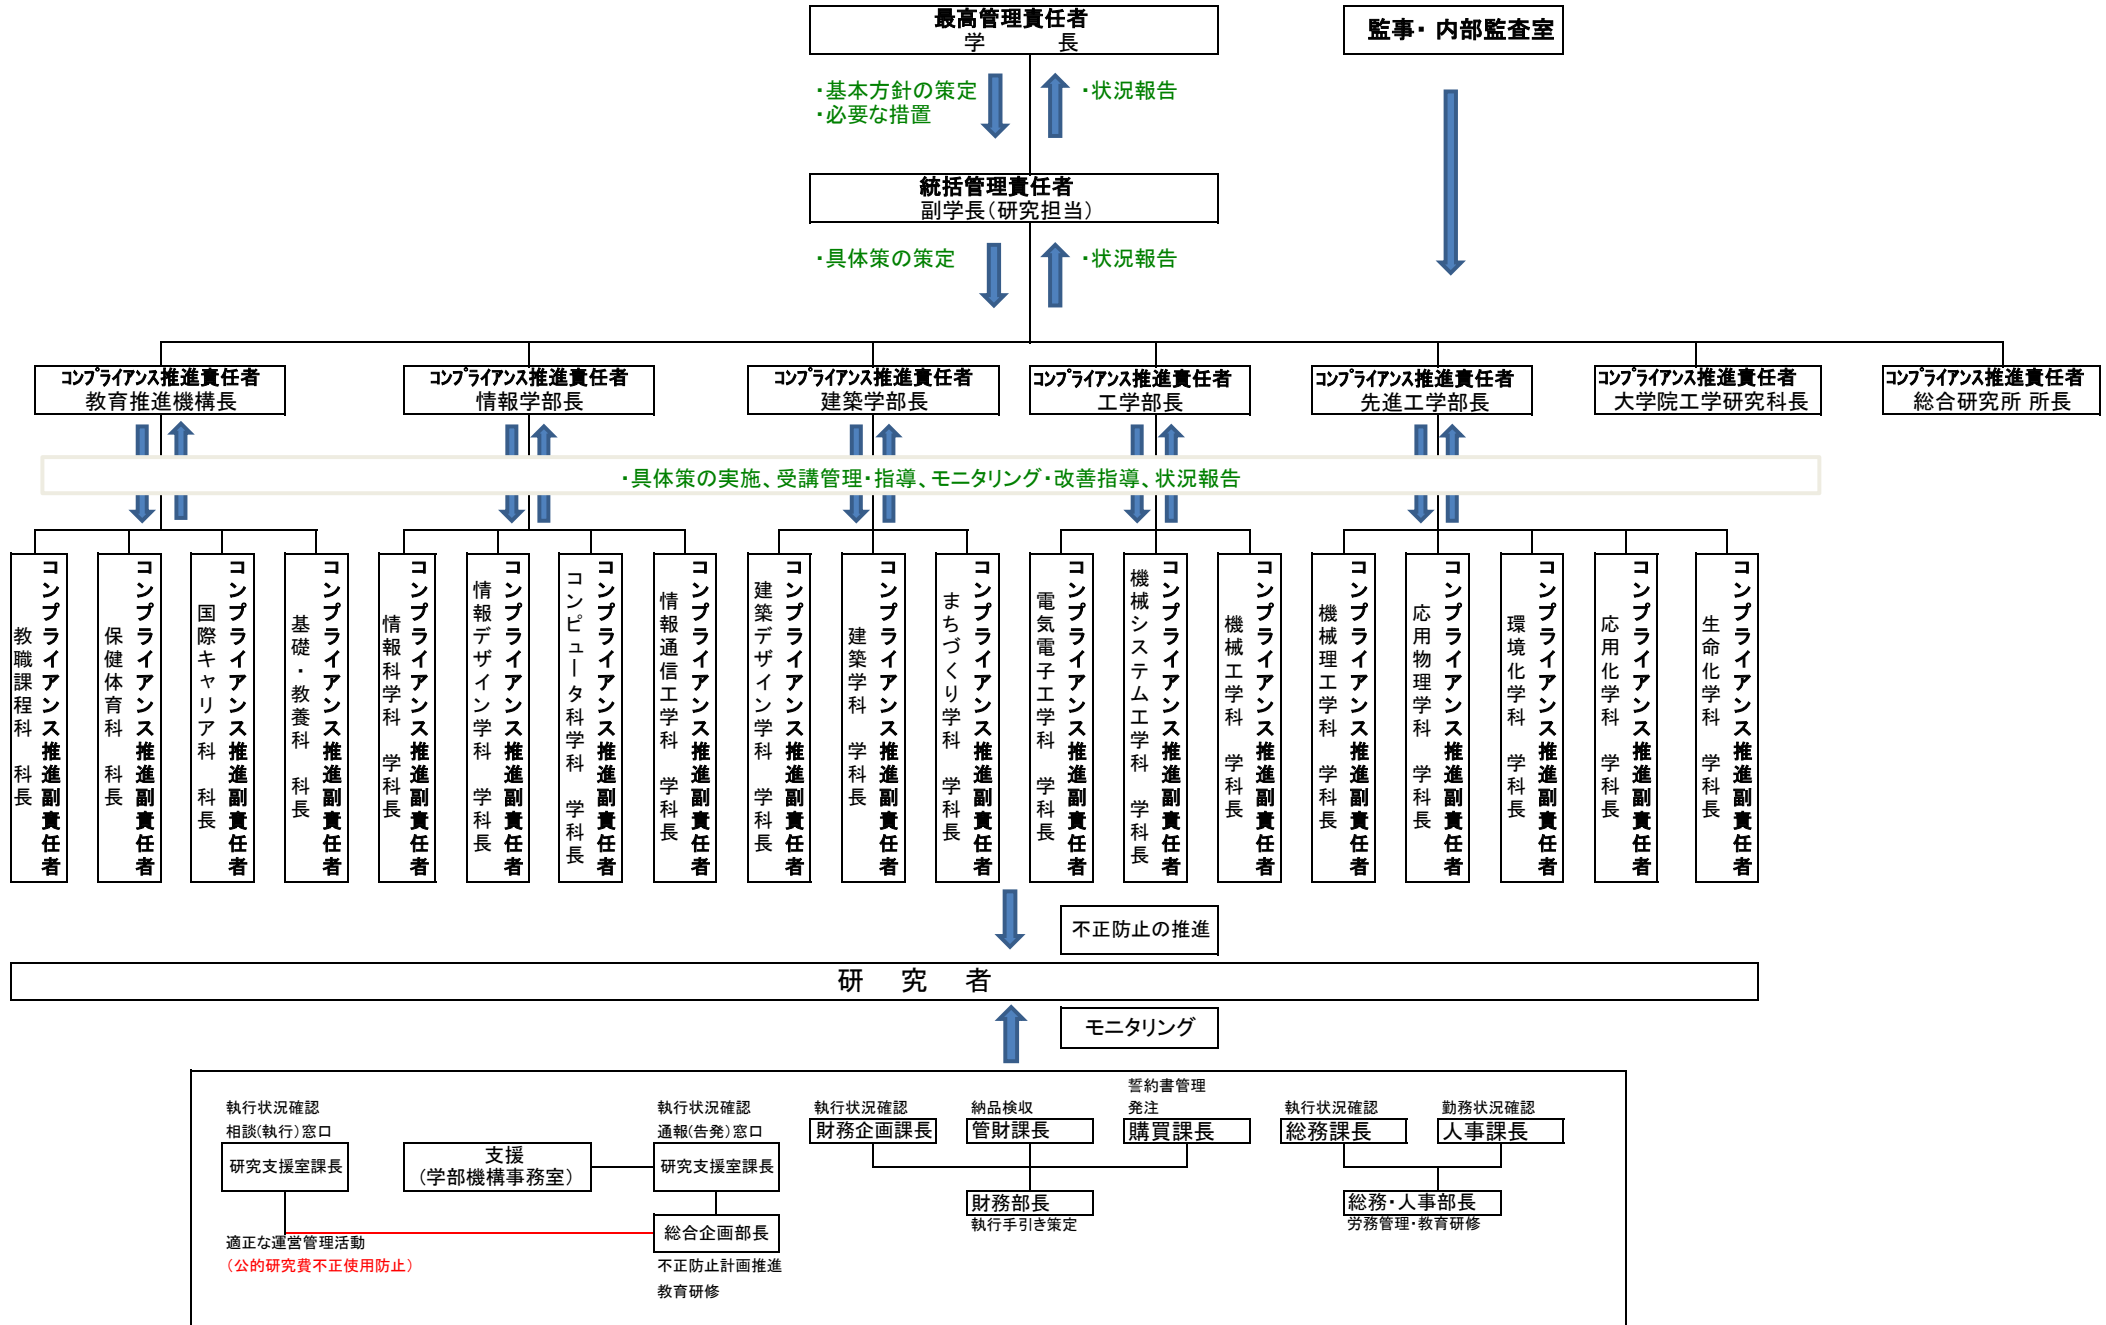 最高管理責任者
学　長
監事・内部監査室
・基本方針の策定
・必要な措置
・状況報告
統括管理責任者
副学長（研究担当）
・具体策の策定
・状況報告
ｺﾝﾌﾟﾗｲｱﾝｽ推進責任者
教育推進機構長
ｺﾝﾌﾟﾗｲｱﾝｽ推進責任者
情報学部長
ｺﾝﾌﾟﾗｲｱﾝｽ推進責任者
建築学部長
ｺﾝﾌﾟﾗｲｱﾝｽ推進責任者
工学部長
ｺﾝﾌﾟﾗｲｱﾝｽ推進責任者
先進工学部長
ｺﾝﾌﾟﾗｲｱﾝｽ推進責任者
大学院工学研究科長
ｺﾝﾌﾟﾗｲｱﾝｽ推進責任者
総合研究所 所長
・具体策の実施、受講管理・指導、モニタリング・改善指導、状況報告
コンプライアンス推進副責任者
教職課程科　科長
コンプライアンス推進副責任者
保健体育科　科長
コンプライアンス推進副責任者
国際キャリア科　科長
コンプライアンス推進副責任者
基礎・教養科　科長
コンプライアンス推進副責任者
情報科学科　学科長
コンプライアンス推進副責任者
情報デザイン学科　学科長
コンプライアンス推進副責任者
コンピュータ科学科　学科長
コンプライアンス推進副責任者
情報通信工学科　学科長
コンプライアンス推進副責任者
建築デザイン学科　学科長
コンプライアンス推進副責任者
建築学科　学科長
コンプライアンス推進副責任者
まちづくり学科　学科長
コンプライアンス推進副責任者
電気電子工学科　学科長
コンプライアンス推進副責任者
機械システム工学科　学科長
コンプライアンス推進副責任者
機械工学科　学科長
コンプライアンス推進副責任者
機械理工学科　学科長
コンプライアンス推進副責任者
応用物理学科　学科長
コンプライアンス推進副責任者
環境化学科　学科長
コンプライアンス推進副責任者
応用化学科　学科長
コンプライアンス推進副責任者
生命化学科　学科長
不正防止の推進
研　究　者
モニタリング
執行状況確認
相談(執行)窓口
研究支援室課長
適正な運営管理活動
（公的研究費不正使用防止）
支援
（学部機構事務室）
執行状況確認
通報(告発)窓口
研究支援室課長
総合企画部長
不正防止計画推進
教育研修
執行状況確認
財務企画課長
納品検収
管財課長
誓約書管理
発注
購買課長
財務部長
執行手引き策定
執行状況確認
総務課長
勤務状況確認
人事課長
総務・人事部長
労務管理・教育研修